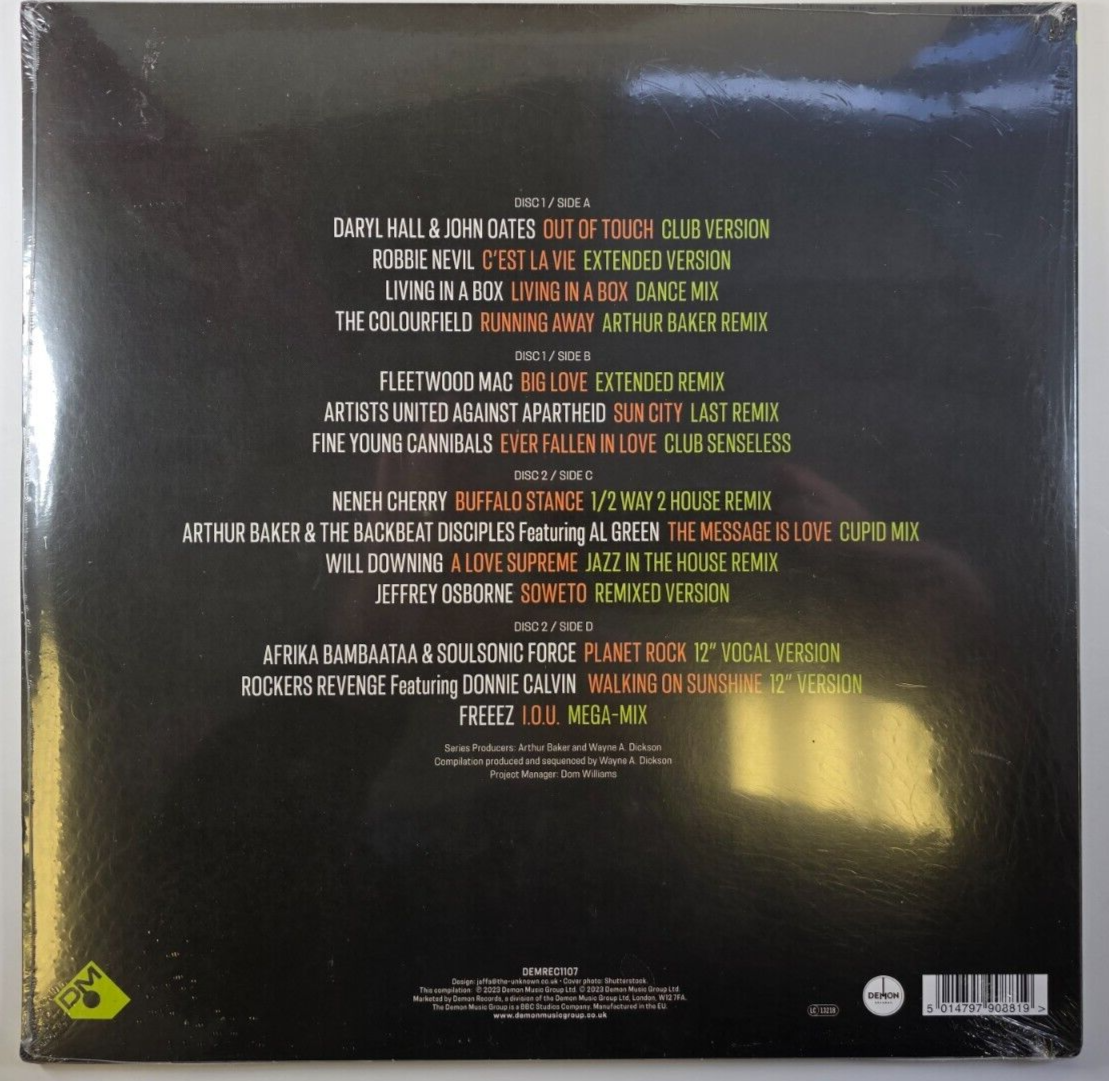 DISC 1 / SIDE A
DARYL HALL & JOHN OATES OUT OF TOUCH CLUB VERSION
ROBBIE NEVIL C'EST LA VIE EXTENDED VERSION
LIVING IN A BOX LIVING IN A BOX DANCE MIX
THE COLOURFIELD RUNNING AWAY ARTHUR BAKER REMIX
DISC 1 / SIDE B
FLEETWOOD MAC BIG LOVE EXTENDED REMIX
ARTISTS UNITED AGAINST APARTHEID SUN CITY LAST REMIX
FINE YOUNG CANNIBALS EVER FALLEN IN LOVE CLUB SENSELESS
DISC 2 / SIDE C
NENEH CHERRY BUFFALO STANCE 1/2 WAY 2 HOUSE REMIX
ARTHUR BAKER & THE BACKBEAT DISCIPLES Featuring AL GREEN THE MESSAGE IS LOVE CUPID MIX
WILL DOWNING A LOVE SUPREME JAZZ IN THE HOUSE REMIX
JEFFREY OSBORNE SOWETO REMIXED VERSION
DISC 2 / SIDE D
AFRIKA BAMBAATAA & SOULSONIC FORCE PLANET ROCK 12" VOCAL VERSION
ROCKERS REVENGE Featuring DONNIE CALVIN WALKING ON SUNSHINE 12" VERSION
FREEEZ I.O.U. MEGA-MIX
Series Producers: Arthur Baker and Wayne A. Dickson
Compilation produced and sequenced by Wayne A. Dickson
Project Manager: Dom Williams
DM
DEMREC1107
Design: jaffa@the-unknown.co.uk • Cover photo: Shutterstock.
This compilation: ℗ 2023 Demon Music Group Ltd. © 2023 Demon Music Group Ltd.
Marketed by Demon Records, a division of the Demon Music Group Ltd, London, W12 7FA.
The Demon Music Group is a BBC Studios Company. Manufactured in the EU.
www.demonmusicgroup.co.uk
LC 13218
DEMON
5 014797 908819 >